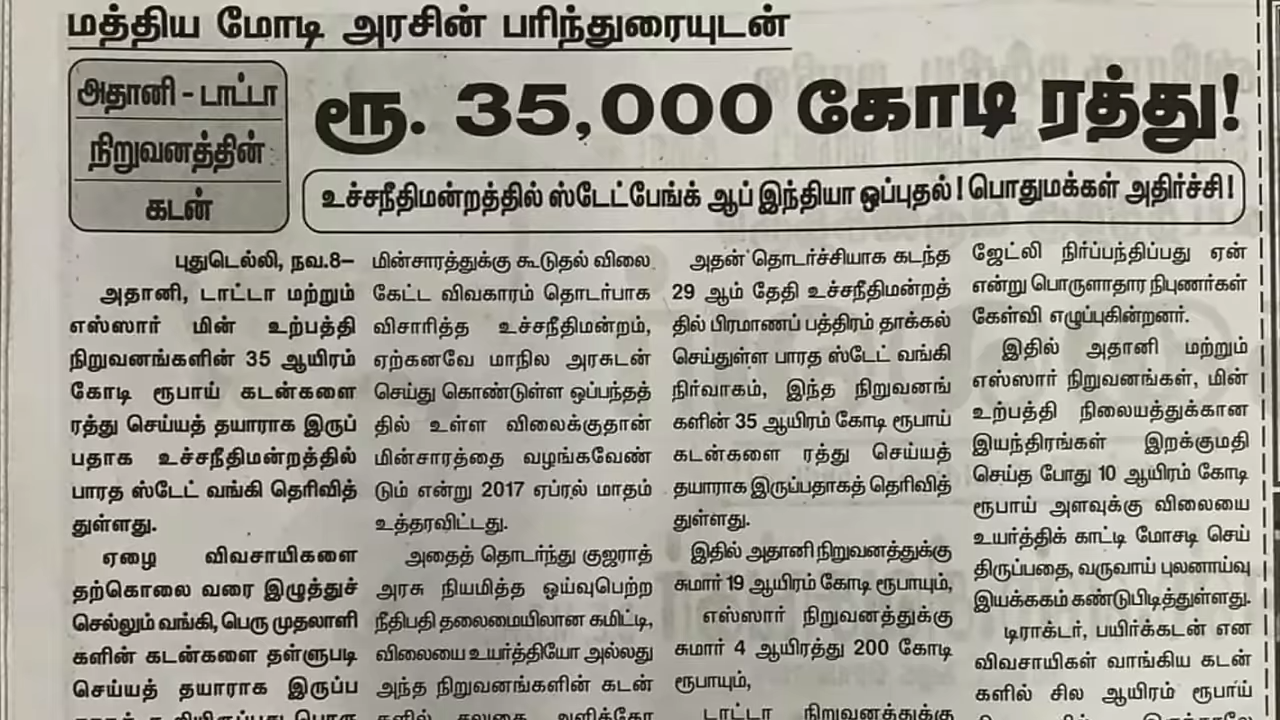 மத்திய மோடி அரசின் பரிந்துரையுடன்
அதானி - டாட்டா
நிறுவனத்தின்
கடன்
ரூ. 35,000 கோடி ரத்து!
உச்சநீதிமன்றத்தில் ஸ்டேட்பேங்க் ஆப் இந்தியா ஒப்புதல்! பொதுமக்கள் அதிர்ச்சி!
புதுடெல்லி, நவ.8–
அதானி, டாட்டா மற்றும்
எஸ்ஸார் மின் உற்பத்தி
நிறுவனங்களின் 35 ஆயிரம்
கோடி ரூபாய் கடன்களை
ரத்து செய்யத் தயாராக இருப்
பதாக உச்சநீதிமன்றத்தில்
பாரத ஸ்டேட் வங்கி தெரிவித்
துள்ளது.
ஏழை விவசாயிகளை
தற்கொலை வரை இழுத்துச்
செல்லும் வங்கி, பெரு முதலாளி
களின் கடன்களை தள்ளுபடி
செய்யத் தயாராக இருப்ப
மின்சாரத்துக்கு கூடுதல் விலை
கேட்ட விவகாரம் தொடர்பாக
விசாரித்த உச்சநீதிமன்றம்,
ஏற்கனவே மாநில அரசுடன்
செய்து கொண்டுள்ள ஒப்பந்தத்
தில் உள்ள விலைக்குதான்
மின்சாரத்தை வழங்கவேண்
டும் என்று 2017 ஏப்ரல் மாதம்
உத்தரவிட்டது.
அதைத் தொடர்ந்து குஜராத்
அரசு நியமித்த ஓய்வுபெற்ற
நீதிபதி தலைமையிலான கமிட்டி,
விலையை உயர்த்தியோ அல்லது
அந்த நிறுவனங்களின் கடன்
களில் சலுகை அளிக்கோ
அதன் தொடர்ச்சியாக கடந்த
29 ஆம் தேதி உச்சநீதிமன்றத்
தில் பிரமாணப் பத்திரம் தாக்கல்
செய்துள்ள பாரத ஸ்டேட் வங்கி
நிர்வாகம், இந்த நிறுவனங்
களின் 35 ஆயிரம் கோடி ரூபாய்
கடன்களை ரத்து செய்யத்
தயாராக இருப்பதாகத் தெரிவித்
துள்ளது.
இதில் அதானி நிறுவனத்துக்கு
சுமார் 19 ஆயிரம் கோடி ரூபாயும்,
எஸ்ஸார் நிறுவனத்துக்கு
சுமார் 4 ஆயிரத்து 200 கோடி
ரூபாயும்,
டாட்டா நிறுவனத்துக்கு
ஜேட்லி நிர்ப்பந்திப்பது ஏன்
என்று பொருளாதார நிபுணர்கள்
கேள்வி எழுப்புகின்றனர்.
இதில் அதானி மற்றும்
எஸ்ஸார் நிறுவனங்கள், மின்
உற்பத்தி நிலையத்துக்கான
இயந்திரங்கள் இறக்குமதி
செய்த போது 10 ஆயிரம் கோடி
ரூபாய் அளவுக்கு விலையை
உயர்த்திக் காட்டி மோசடி செய்
திருப்பதை, வருவாய் புலனாய்வு
இயக்ககம் கண்டுபிடித்துள்ளது.
டிராக்டர், பயிர்க்கடன் என
விவசாயிகள் வாங்கிய கடன்
களில் சில ஆயிரம் ரூபாய்